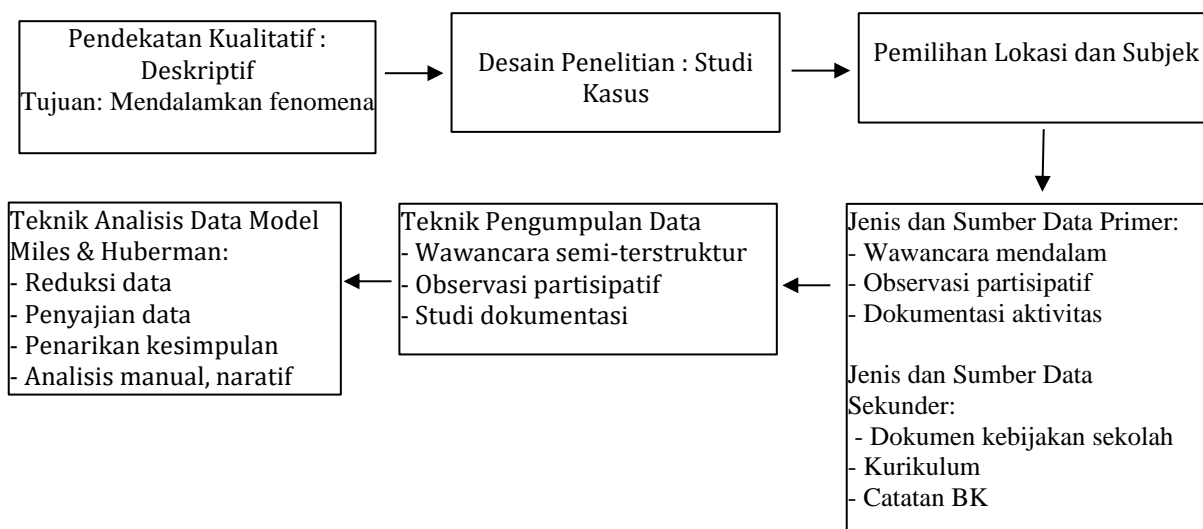 Pendekatan Kualitatif :
Deskriptif
Tujuan: Mendalamkan fenomena
Desain Penelitian : Studi
Kasus
Pemilihan Lokasi dan Subjek
Jenis dan Sumber Data Primer:
- Wawancara mendalam
- Observasi partisipatif
- Dokumentasi aktivitas
Jenis dan Sumber Data
Sekunder:
- Dokumen kebijakan sekolah
- Kurikulum
- Catatan BK
Teknik Pengumpulan Data
- Wawancara semi-terstruktur
- Observasi partisipatif
- Studi dokumentasi
Teknik Analisis Data Model
Miles & Huberman:
- Reduksi data
- Penyajian data
- Penarikan kesimpulan
- Analisis manual, naratif